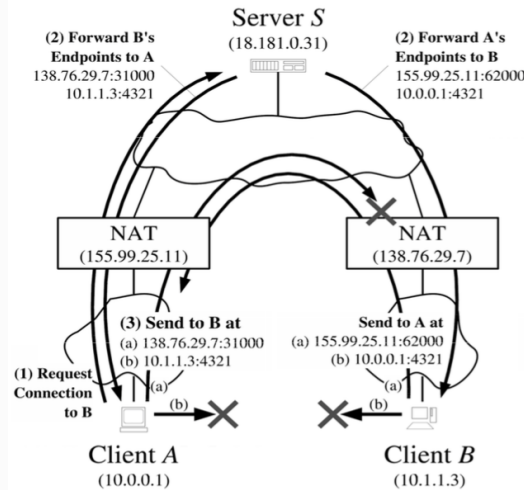 Server S
(18.181.0.31)
(2) Forward B's
Endpoints to A
138.76.29.7:31000
10.1.1.3:4321
(2) Forward A's
Endpoints to B
155.99.25.11:62000
10.0.0.1:4321
NAT
(155.99.25.11)
NAT
(138.76.29.7)
(3) Send to B at
(a) 138.76.29.7:31000
(b) 10.1.1.3:4321
Send to A at
(a) 155.99.25.11:62000
(b) 10.0.0.1:4321
(1) Request
Connection
to B
(a)
(b)
(a)
(b)
Client A
(10.0.0.1)
Client B
(10.1.1.3)